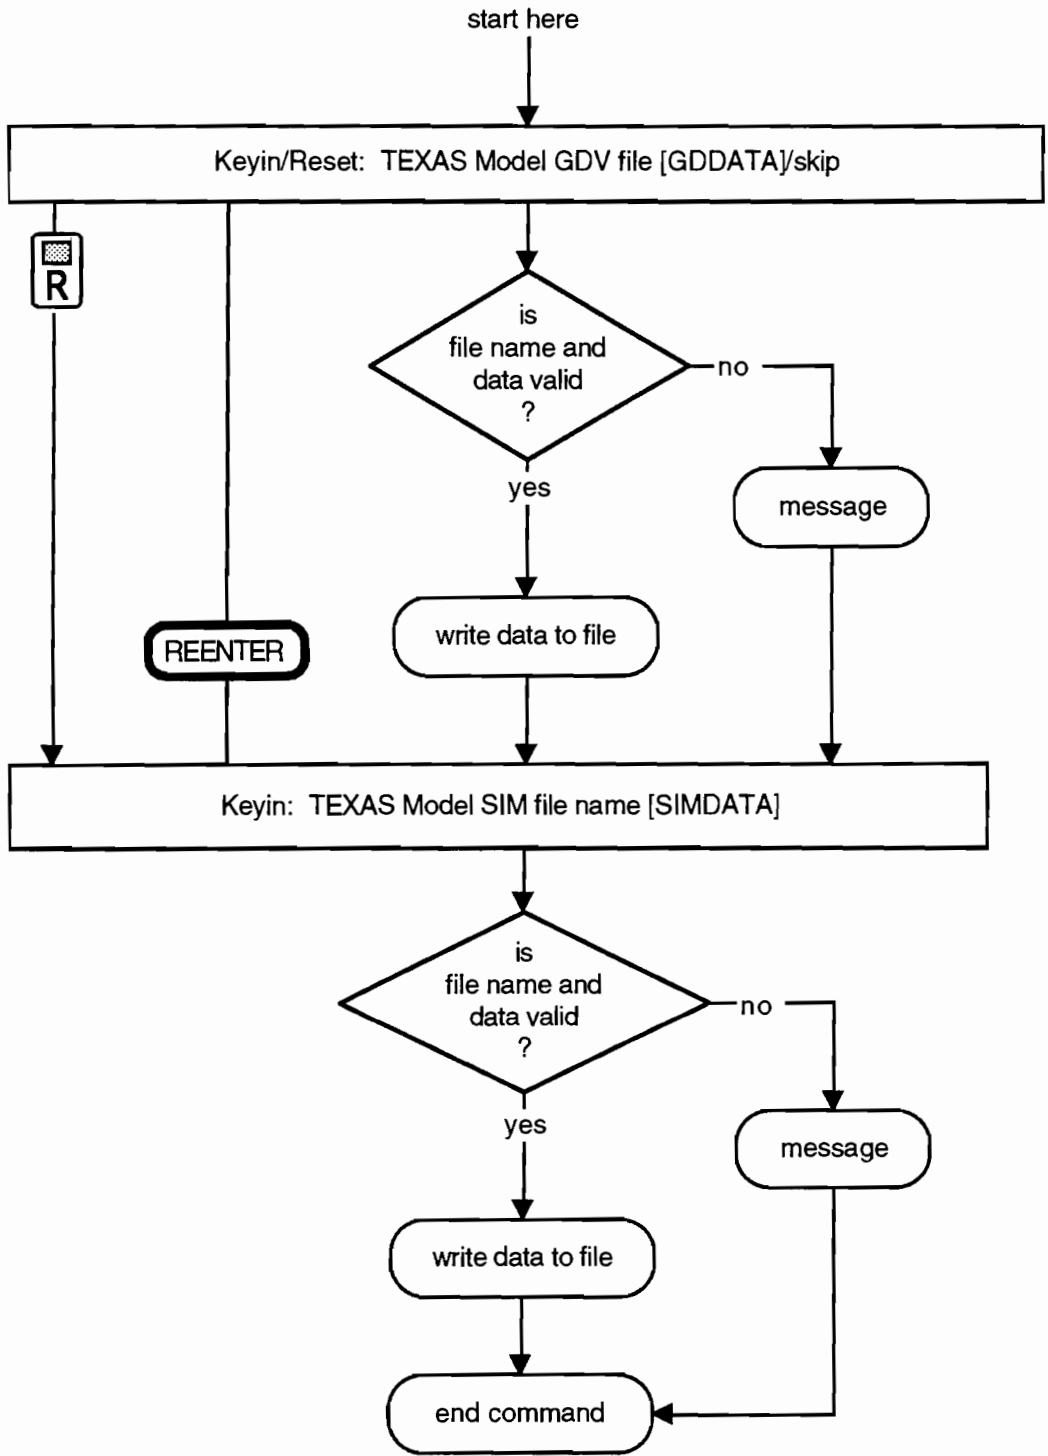 start here
Keyin/Reset: TEXAS Model GDV file [GDDATA]/skip
R
is
file name and
data valid
?
no
yes
message
write data to file
REENTER
Keyin: TEXAS Model SIM file name [SIMDATA]
is
file name and
data valid
?
no
yes
message
write data to file
end command